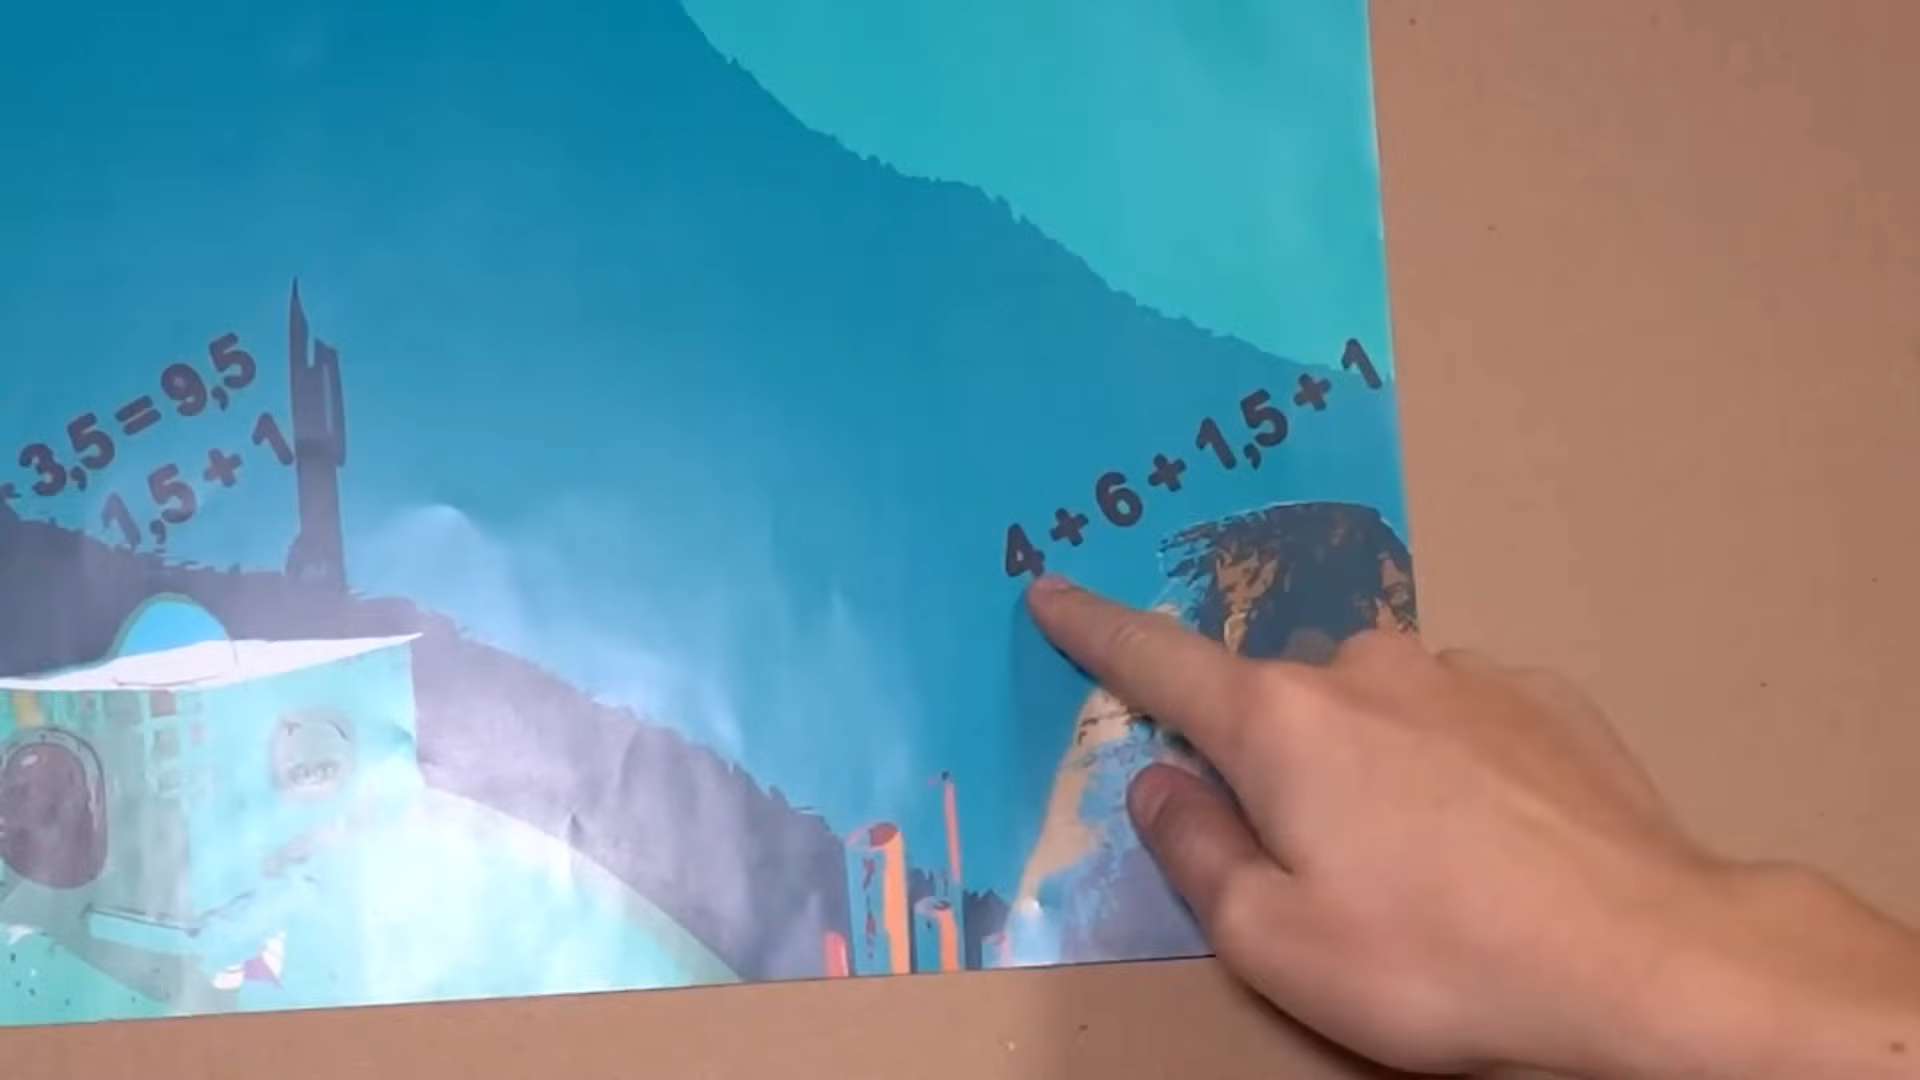 3,5 = 9,5
1,5 + 1
4 + 6 + 1,5 + 1